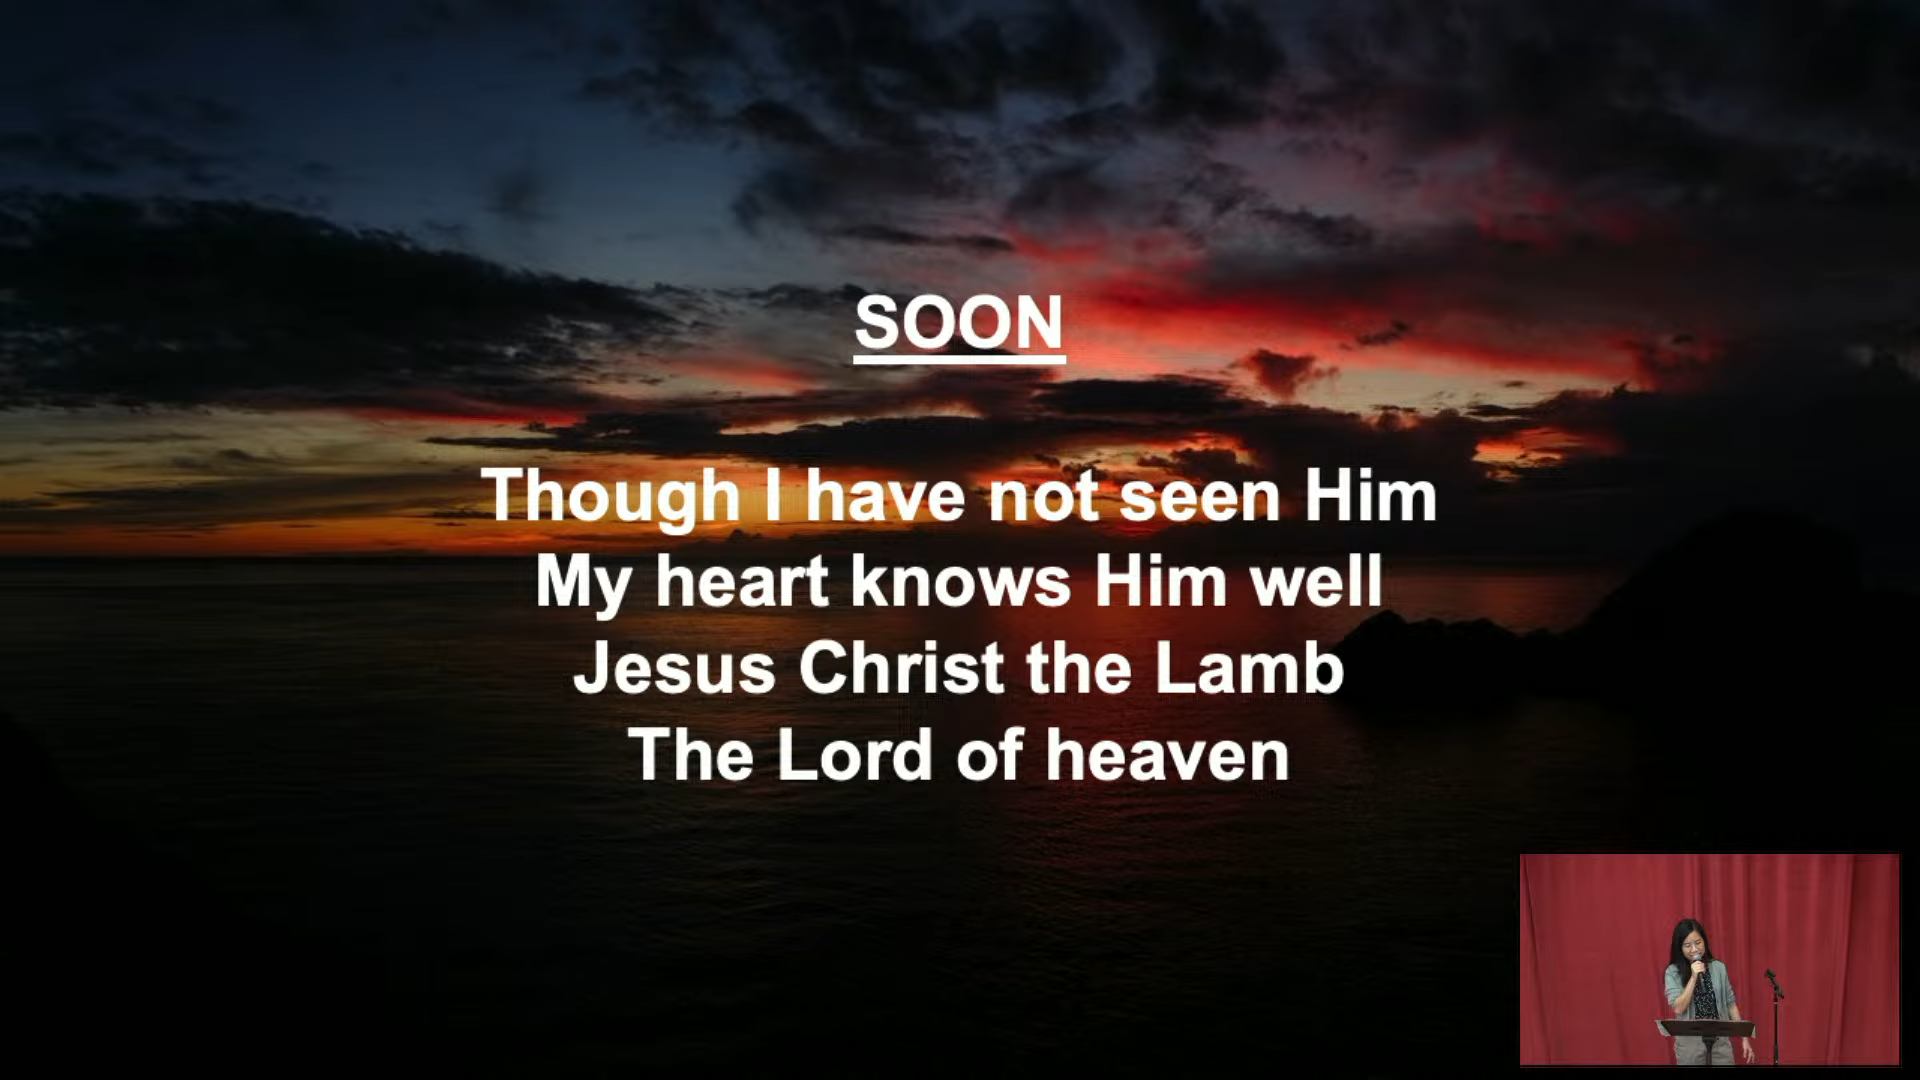 SOON
Though I have not seen Him
My heart knows Him well
Jesus Christ the Lamb
The Lord of heaven